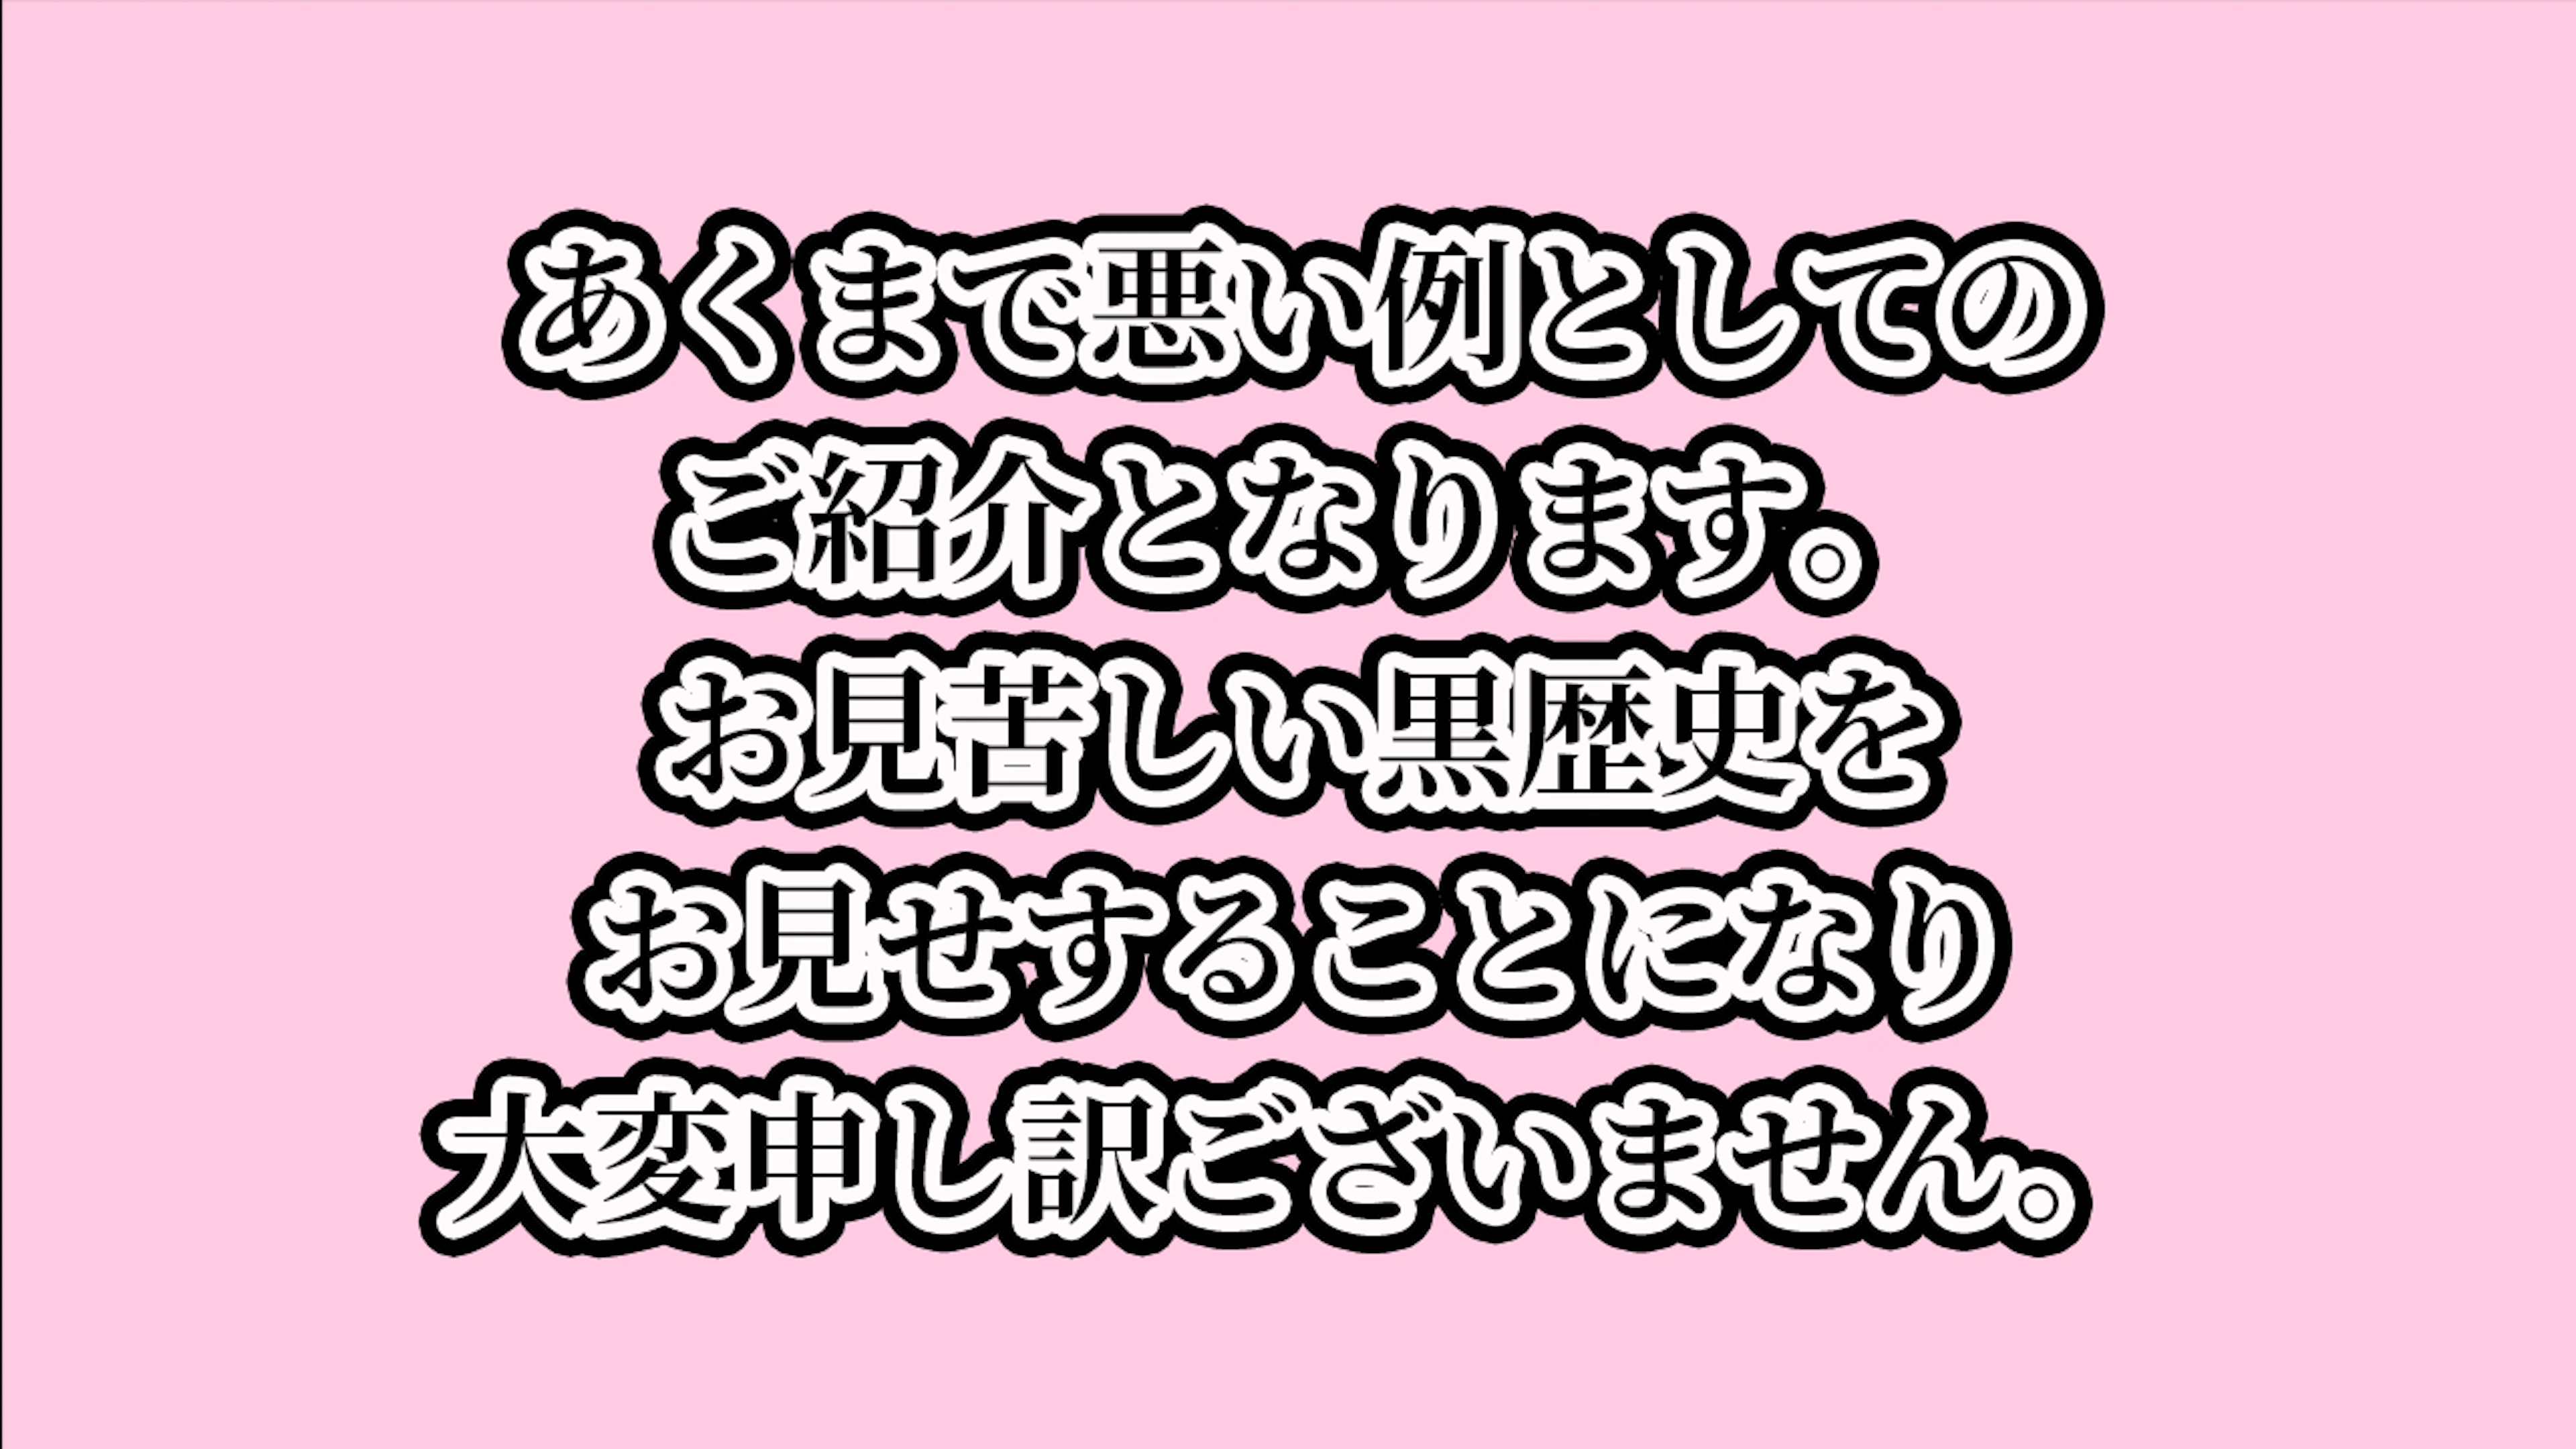 あくまで悪い例としての
ご紹介となります。
お見苦しい黒歴史を
お見せすることになり
大変申し訳ございません。